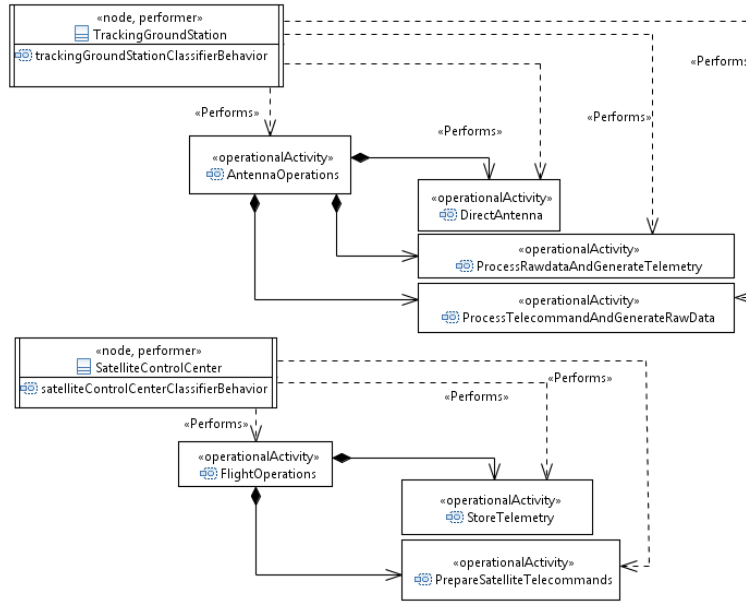 «node, performer»
TrackingGroundStation
trackingGroundStationClassifierBehavior
«Performs»
«Performs»
«Performs»
«Performs
«operationalActivity»
AntennaOperations
«operationalActivity»
DirectAntenna
«operationalActivity»
ProcessRawdataAndGenerateTelemetry
«operationalActivity»
ProcessTelecommandAndGenerateRawData
«node, performer»
SatelliteControlCenter
satelliteControlCenterClassifierBehavior
«Performs»
«Performs»
«Performs»
«operationalActivity»
FlightOperations
«operationalActivity»
StoreTelemetry
«operationalActivity»
PrepareSatelliteTelecommands